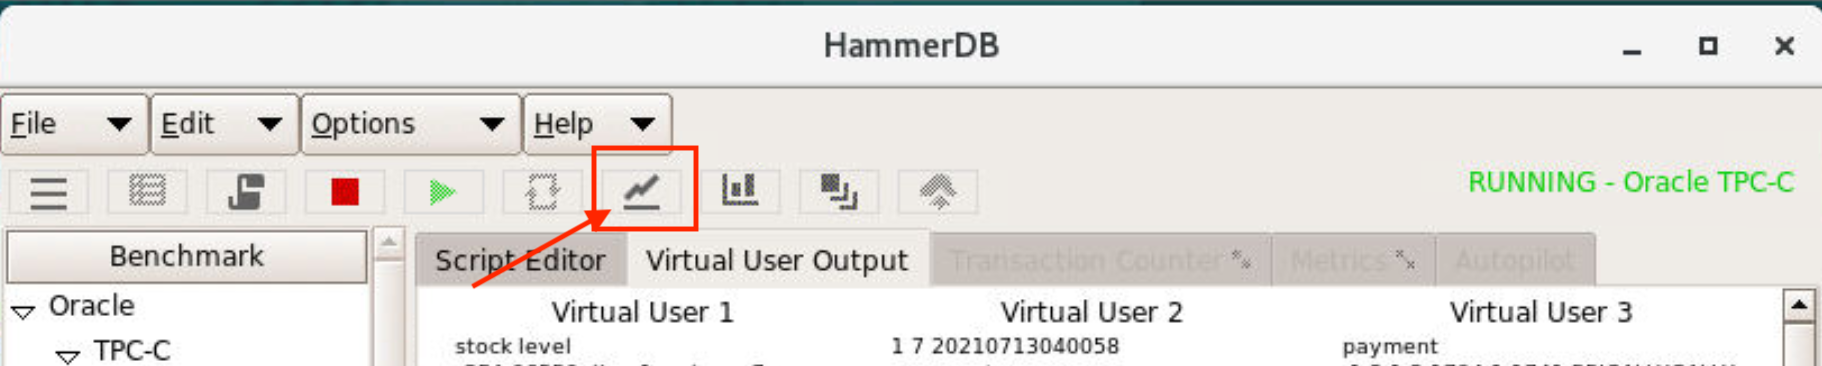 HammerDB
File Edit Options Help
RUNNING - Oracle TPC-C
Benchmark
Script Editor Virtual User Output Transaction Counter Metrics Autopilot
Oracle
Virtual User 1 Virtual User 2 Virtual User 3
TPC-C
stock level 1 7 20210713040058 payment